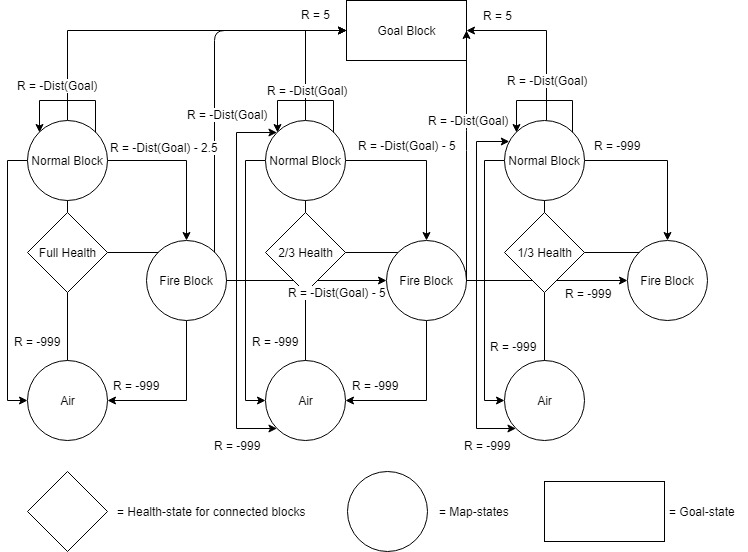 R = 5
Goal Block
R = 5
R = -Dist(Goal)
R = -Dist(Goal)
R = -Dist(Goal)
R = -Dist(Goal)
R = -Dist(Goal)
Normal Block
R = -Dist(Goal) - 2.5
Normal Block
R = -Dist(Goal) - 5
Normal Block
R = -999
Full Health
2/3 Health
1/3 Health
Fire Block
Fire Block
Fire Block
R = -Dist(Goal) - 5
R = -999
R = -999
R = -999
R = -999
R = -999
R = -999
Air
Air
Air
R = -999
R = -999
= Health-state for connected blocks
= Map-states
= Goal-state